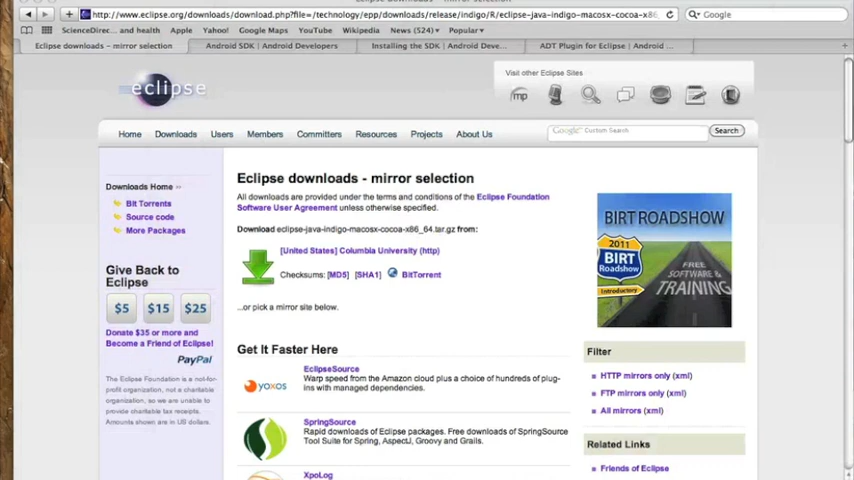 http://www.eclipse.org/downloads/download.php?file=/technology/epp/downloads/release/indigo/R/eclipse-java-indigo-macosx-cocoa-x86_
Google
ScienceDirec... and health Apple Yahoo! Google Maps YouTube Wikipedia News (524) Popular
Eclipse downloads - mirror selection
Android SDK | Android Developers
Installing the SDK | Android Deve...
ADT Plugin for Eclipse | Android ...
eclipse
Visit other Eclipse Sites
mp
Home Downloads Users Members Committers Resources Projects About Us
Google Custom Search
Search
Downloads Home
Bit Torrents
Source code
More Packages
Give Back to
Eclipse
$5 $15 $25
Donate $35 or more and
Become a Friend of Eclipse!
PayPal
The Eclipse Foundation is a not-for-
profit organization, not a charitable
organization, so we are unable to
provide charitable tax receipts.
Amounts shown are in US dollars.
Eclipse downloads - mirror selection
All downloads are provided under the terms and conditions of the Eclipse Foundation
Software User Agreement unless otherwise specified.
Download eclipse-java-indigo-macosx-cocoa-x86_64.tar.gz from:
[United States] Columbia University (http)
Checksums: [MD5] [SHA1] BitTorrent
...or pick a mirror site below.
Get It Faster Here
yoxos
EclipseSource
Warp speed from the Amazon cloud plus a choice of hundreds of plug-
ins with managed dependencies.
SpringSource
Rapid downloads of Eclipse packages. Free downloads of SpringSource
Tool Suite for Spring, AspectJ, Groovy and Grails.
XpoLog
BIRT ROADSHOW
2011
BIRT
Roadshow
Introductory
FREE
SOFTWARE &
TRAINING
Filter
HTTP mirrors only (xml)
FTP mirrors only (xml)
All mirrors (xml)
Related Links
Friends of Eclipse